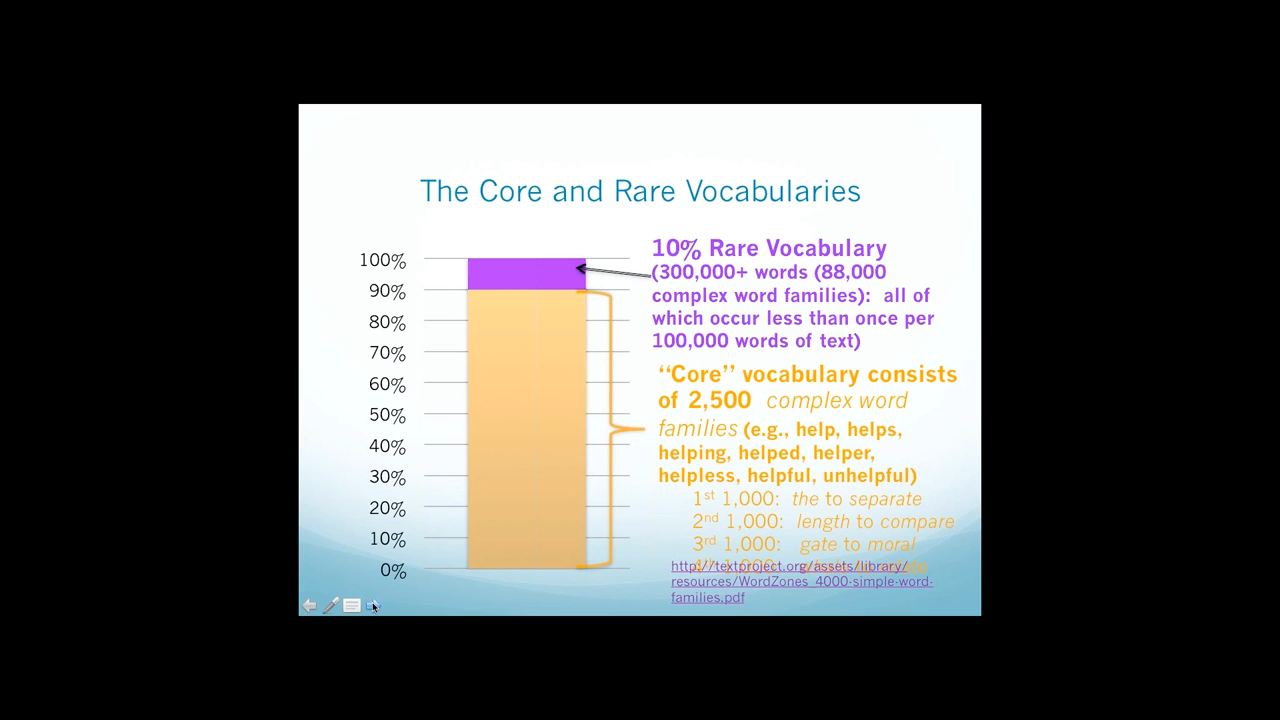 The Core and Rare Vocabularies
100%
90%
80%
70%
60%
50%
40%
30%
20%
10%
0%
10% Rare Vocabulary
(300,000+ words (88,000
complex word families): all of
which occur less than once per
100,000 words of text)
“Core” vocabulary consists
of 2,500 complex word
families (e.g., help, helps,
helping, helped, helper,
helpless, helpful, unhelpful)
1st 1,000: the to separate
2nd 1,000: length to compare
3rd 1,000: gate to moral
4th 1,000:
http://textproject.org/assets/library/
resources/WordZones_4000-simple-word-
families.pdf